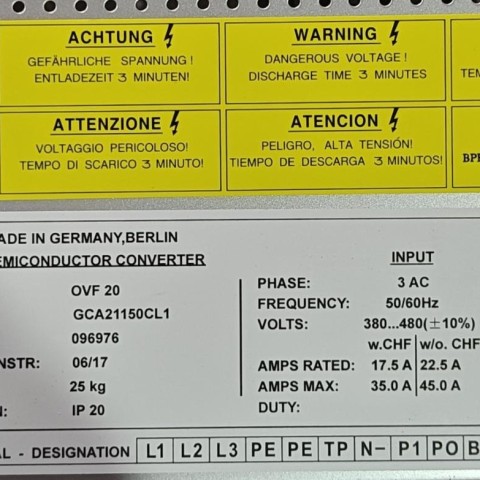 ACHTUNG
GEFÄHRLICHE SPANNUNG!
ENTLADEZEIT 3 MINUTEN!
WARNING
DANGEROUS VOLTAGE!
DISCHARGE TIME 3 MINUTES
ATTENZIONE
VOLTAGGIO PERICOLOSO!
TEMPO DI SCARICO 3 MINUTO!
ATENCION
PELIGRO, ALTA TENSIÓN!
TIEMPO DE DESCARGA 3 MINUTOS!
ADE IN GERMANY,BERLIN
EMICONDUCTOR CONVERTER
OVF 20
GCA21150CL1
096976
NSTR: 06/17
25 kg
N: IP 20
INPUT
PHASE: 3 AC
FREQUENCY: 50/60Hz
VOLTS: 380...480(±10%)
w.CHF w/o. CHF
AMPS RATED: 17.5 A 22.5 A
AMPS MAX: 35.0 A 45.0 A
DUTY:
AL - DESIGNATION L1 L2 L3 PE PE TP N- P1 PO B